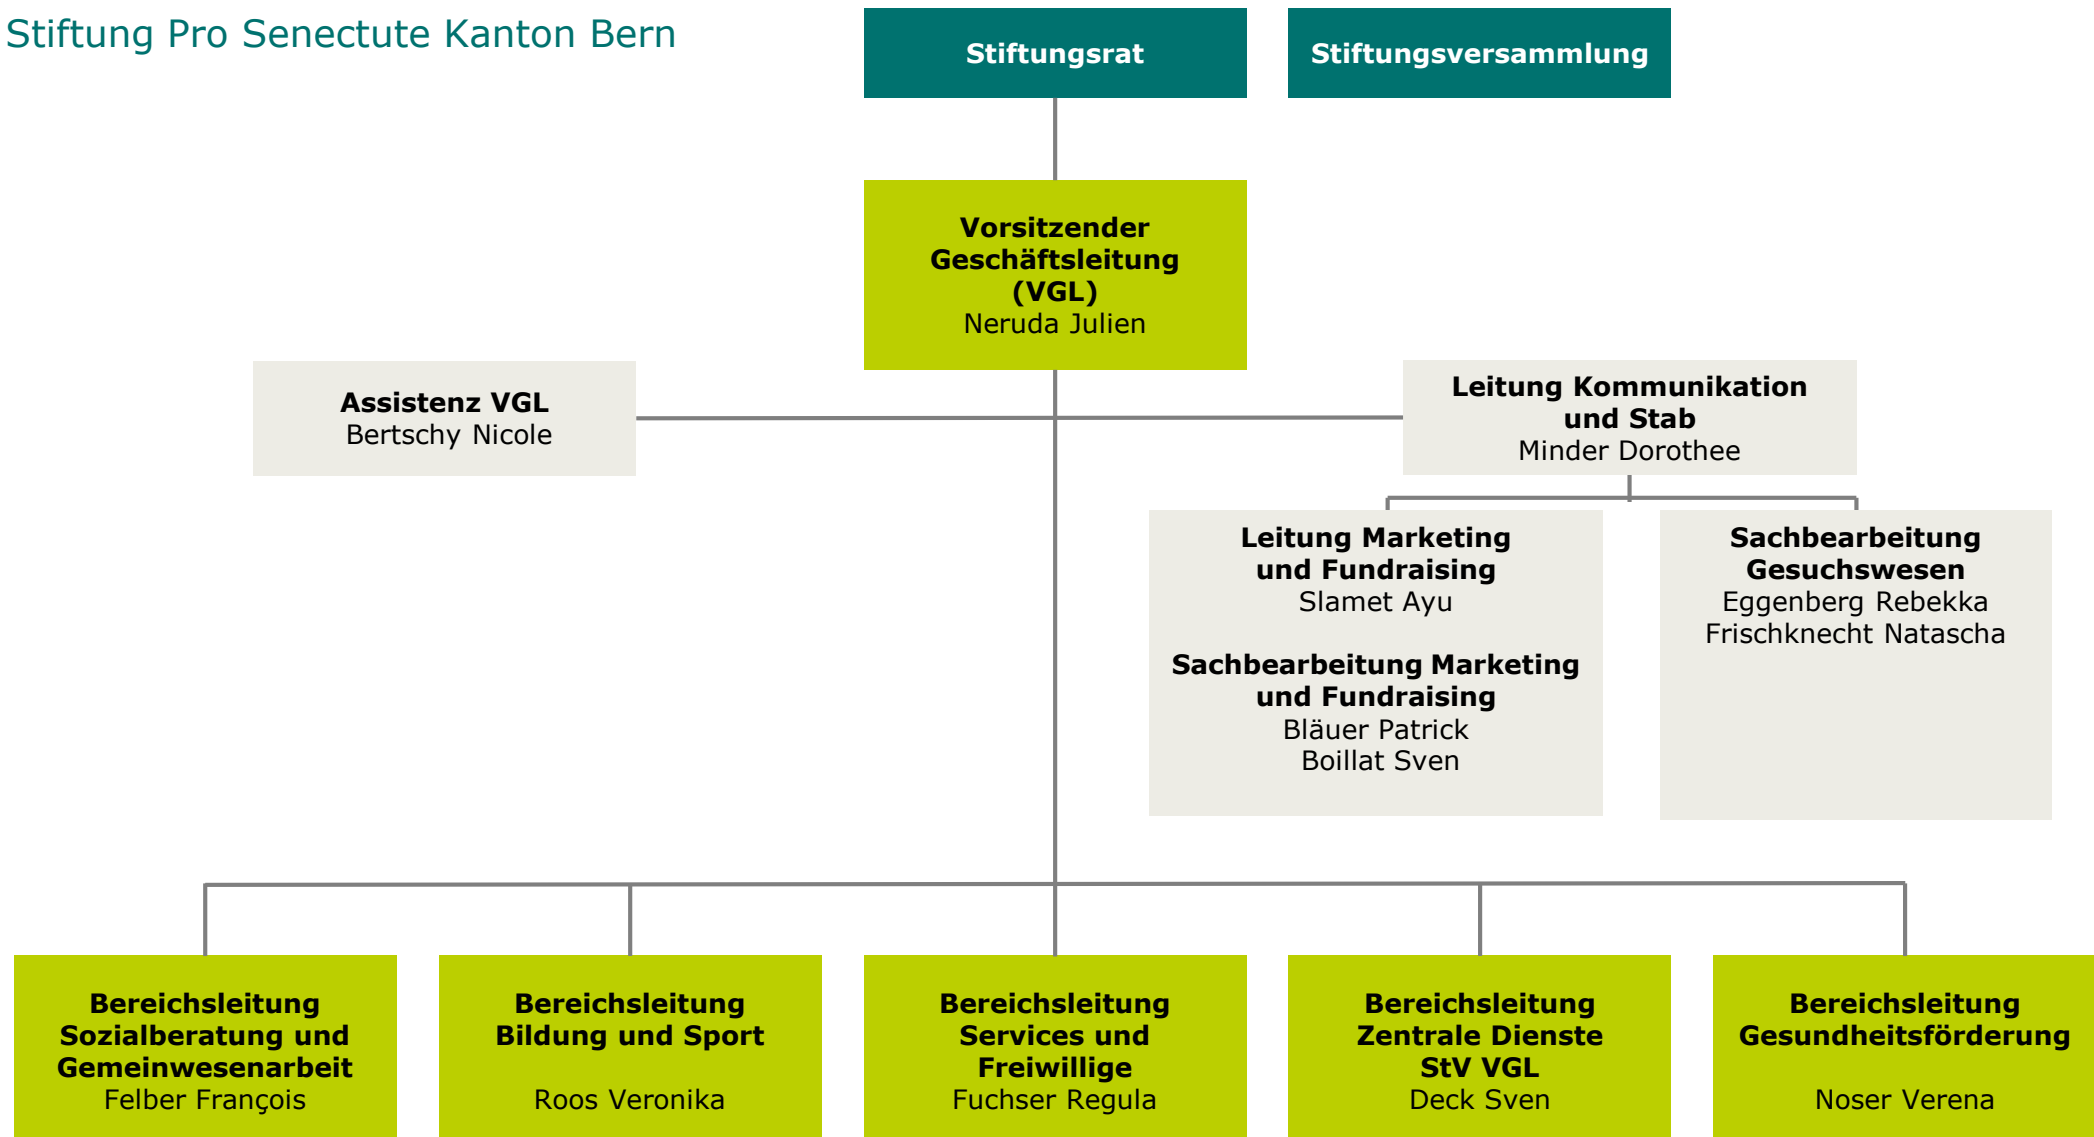 Stiftung Pro Senectute Kanton Bern
Stiftungsrat
Stiftungsversammlung
Vorsitzender
Geschäftsleitung
(VGL)
Neruda Julien
Assistenz VGL
Bertschy Nicole
Leitung Kommunikation
und Stab
Minder Dorothee
Leitung Marketing
und Fundraising
Slamet Ayu
Sachbearbeitung Marketing
und Fundraising
Bläuer Patrick
Boillat Sven
Sachbearbeitung
Gesuchswesen
Eggenberg Rebekka
Frischknecht Natascha
Bereichsleitung
Sozialberatung und
Gemeinwesenarbeit
Felber François
Bereichsleitung
Bildung und Sport
Roos Veronika
Bereichsleitung
Services und
Freiwillige
Fuchser Regula
Bereichsleitung
Zentrale Dienste
StV VGL
Deck Sven
Bereichsleitung
Gesundheitsförderung
Noser Verena